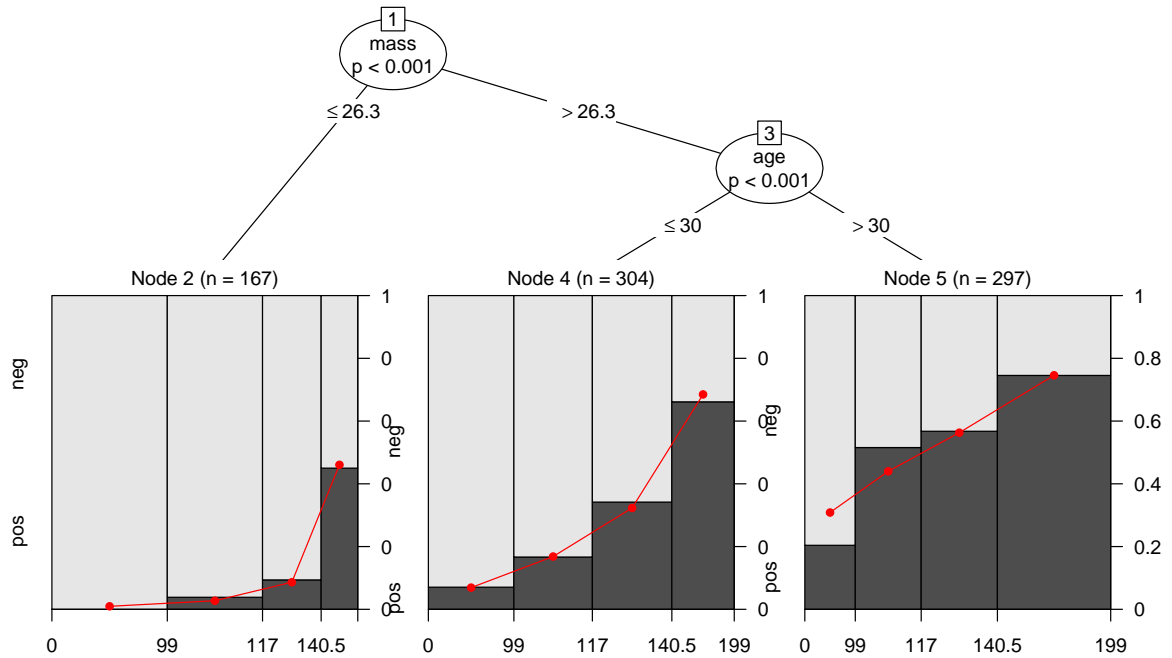 1
mass
p < 0.001
≤ 26.3
> 26.3
3
age
p < 0.001
≤ 30
> 30
Node 2 (n = 167)
neg
pos
1
0
0
0
0
0
0
99
117
140.5
Node 4 (n = 304)
neg
pos
1
0
0
0
0
0
0
99
117
140.5
199
Node 5 (n = 297)
neg
pos
1
0.8
0.6
0.4
0.2
0
0
99
117
140.5
199